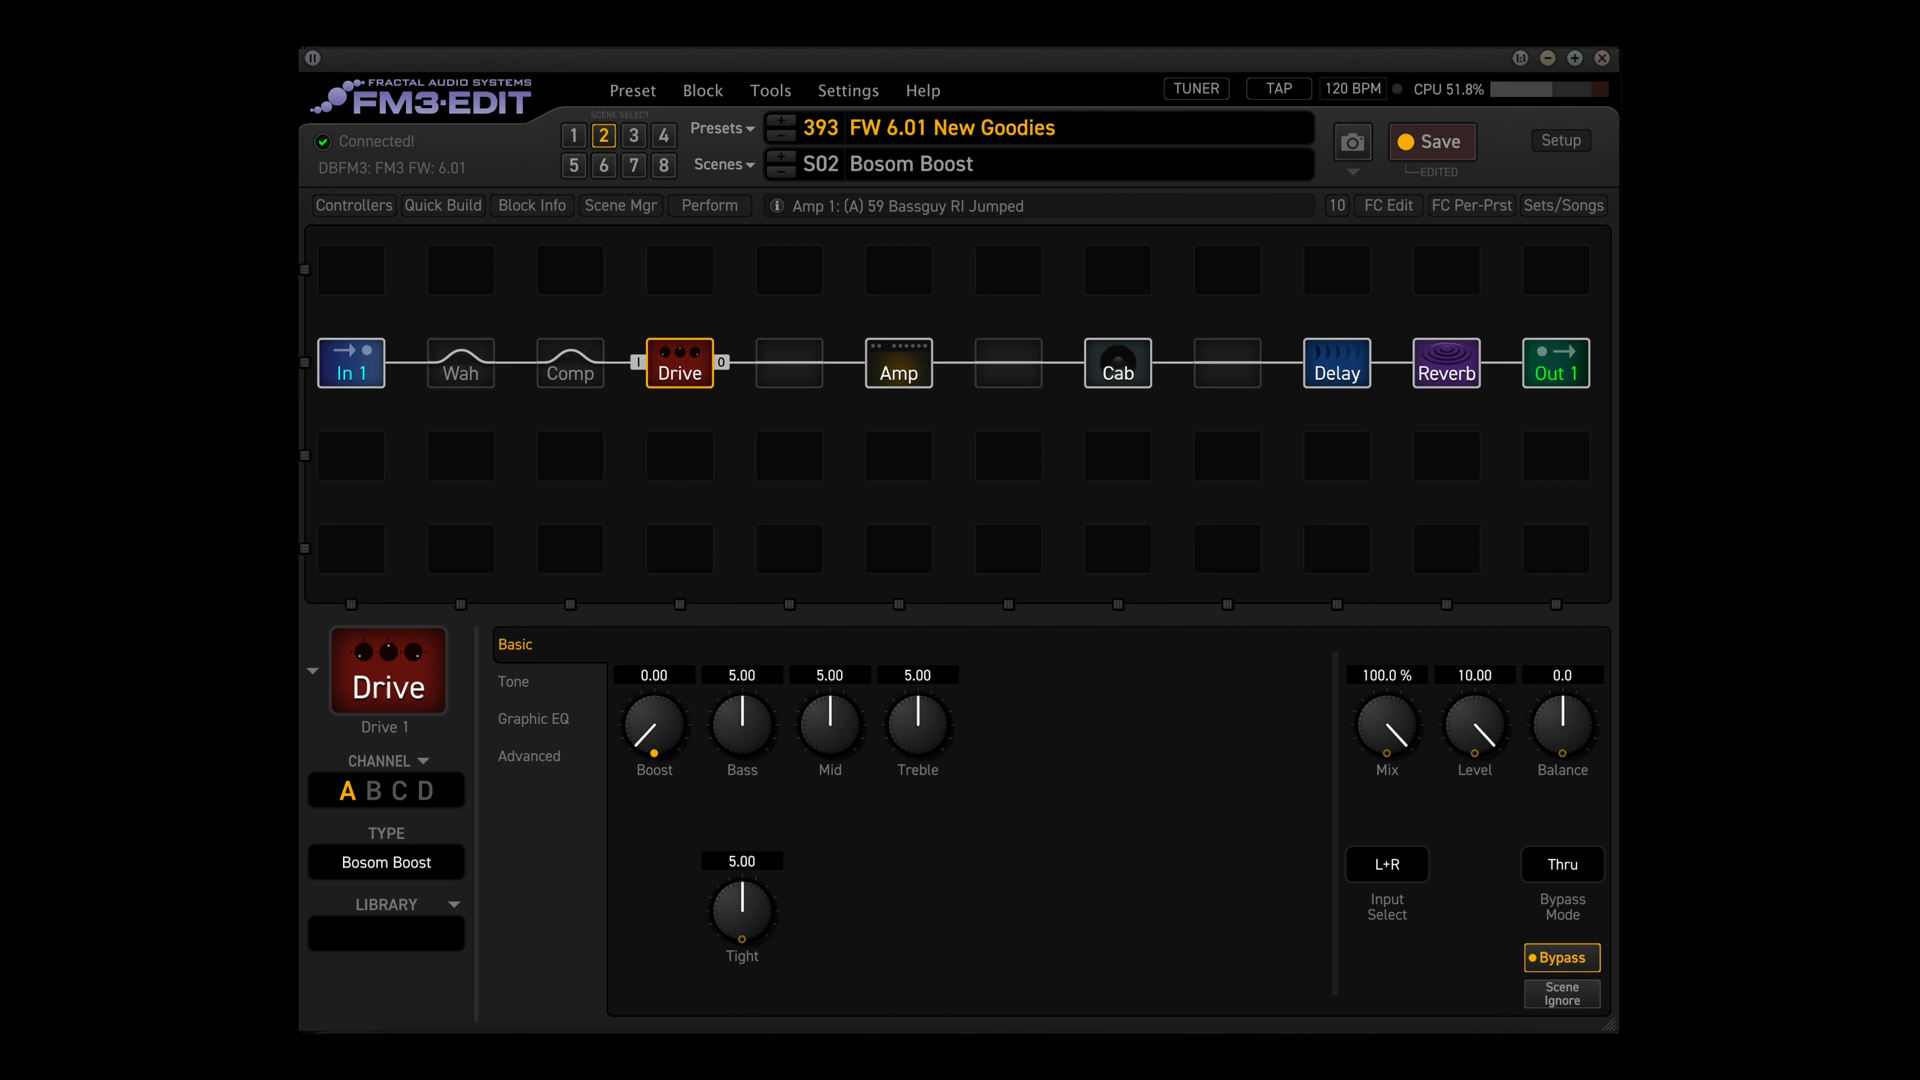 FRACTAL AUDIO SYSTEMS
FM3-EDIT
Preset Block Tools Settings Help
TUNER TAP 120 BPM CPU 51.8%
SCENE SELECT
1 2 3 4
5 6 7 8
Presets 393 FW 6.01 New Goodies
Scenes S02 Bosom Boost
Save
EDITED
Setup
Connected!
DBFM3: FM3 FW: 6.01
Controllers Quick Build Block Info Scene Mgr Perform Amp 1: (A) 59 Bassguy RI Jumped 10 FC Edit FC Per-Prst Sets/Songs
In 1 Wah Comp I Drive O Amp Cab Delay Reverb Out 1
Drive
Drive 1
CHANNEL
A B C D
TYPE
Bosom Boost
LIBRARY
Basic
Tone
Graphic EQ
Advanced
0.00 5.00 5.00 5.00
Boost Bass Mid Treble
5.00
Tight
100.0 % 10.00 0.0
Mix Level Balance
L+R Thru
Input Select
Bypass Mode
Bypass
Scene Ignore